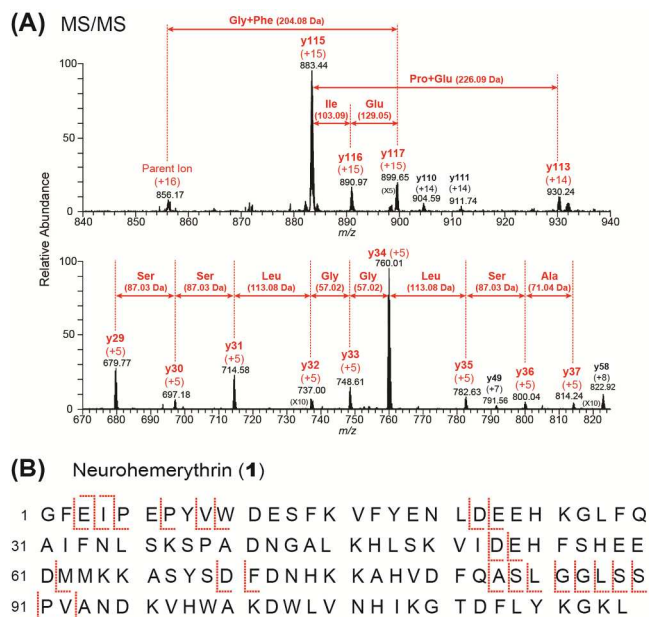 (A) MS/MS
Gly+Phe (204.08 Da)
y115
(+15)
883.44
Pro+Glu (226.09 Da)
Ile
(103.09)
Glu
(129.05)
Parent Ion
(+16)
856.17
y116
(+15)
890.97
y117
(+15)
899.65
(X5)
y110
(+14)
904.59
y111
(+14)
911.74
y113
(+14)
930.24
100
50
0
840 850 860 870 880 890 900 910 920 930 940
m/z
Relative Abundance
y34 (+5)
760.01
Ser
(87.03 Da)
Ser
(87.03 Da)
Leu
(113.08 Da)
Gly
(57.02)
Gly
(57.02)
Leu
(113.08 Da)
Ser
(87.03 Da)
Ala
(71.04 Da)
y29
(+5)
679.77
y30
(+5)
697.18
y31
(+5)
714.58
y32
(+5)
737.00
(X10)
y33
(+5)
748.61
y35
(+5)
782.63
y49
(+7)
791.56
y36
(+5)
800.04
y37
(+5)
814.24
y58
(+8)
822.92
(X10)
100
50
0
670 680 690 700 710 720 730 740 750 760 770 780 790 800 810 820
m/z
(B) Neurohemerythrin (1)
1 GFEIP EPYVW DESFK VFYENL LDEEHH KGLFQ
31 AIFNL SKSPA DNGAL KHLSK VIDEH FSHEE
61 DMMKK ASYSD FDNHK KAHVD FQASL GGLSS
91 PVANDK VHWA KDWLV NHIKG TDFLY KGKL